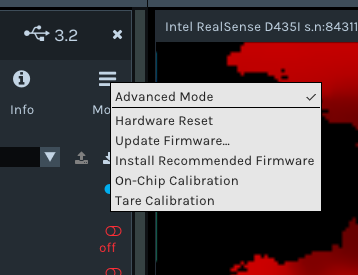 3.2
Intel RealSense D435I s.n:84311
Info
Mo
Advanced Mode
Hardware Reset
Update Firmware...
Install Recommended Firmware
On-Chip Calibration
Tare Calibration
off